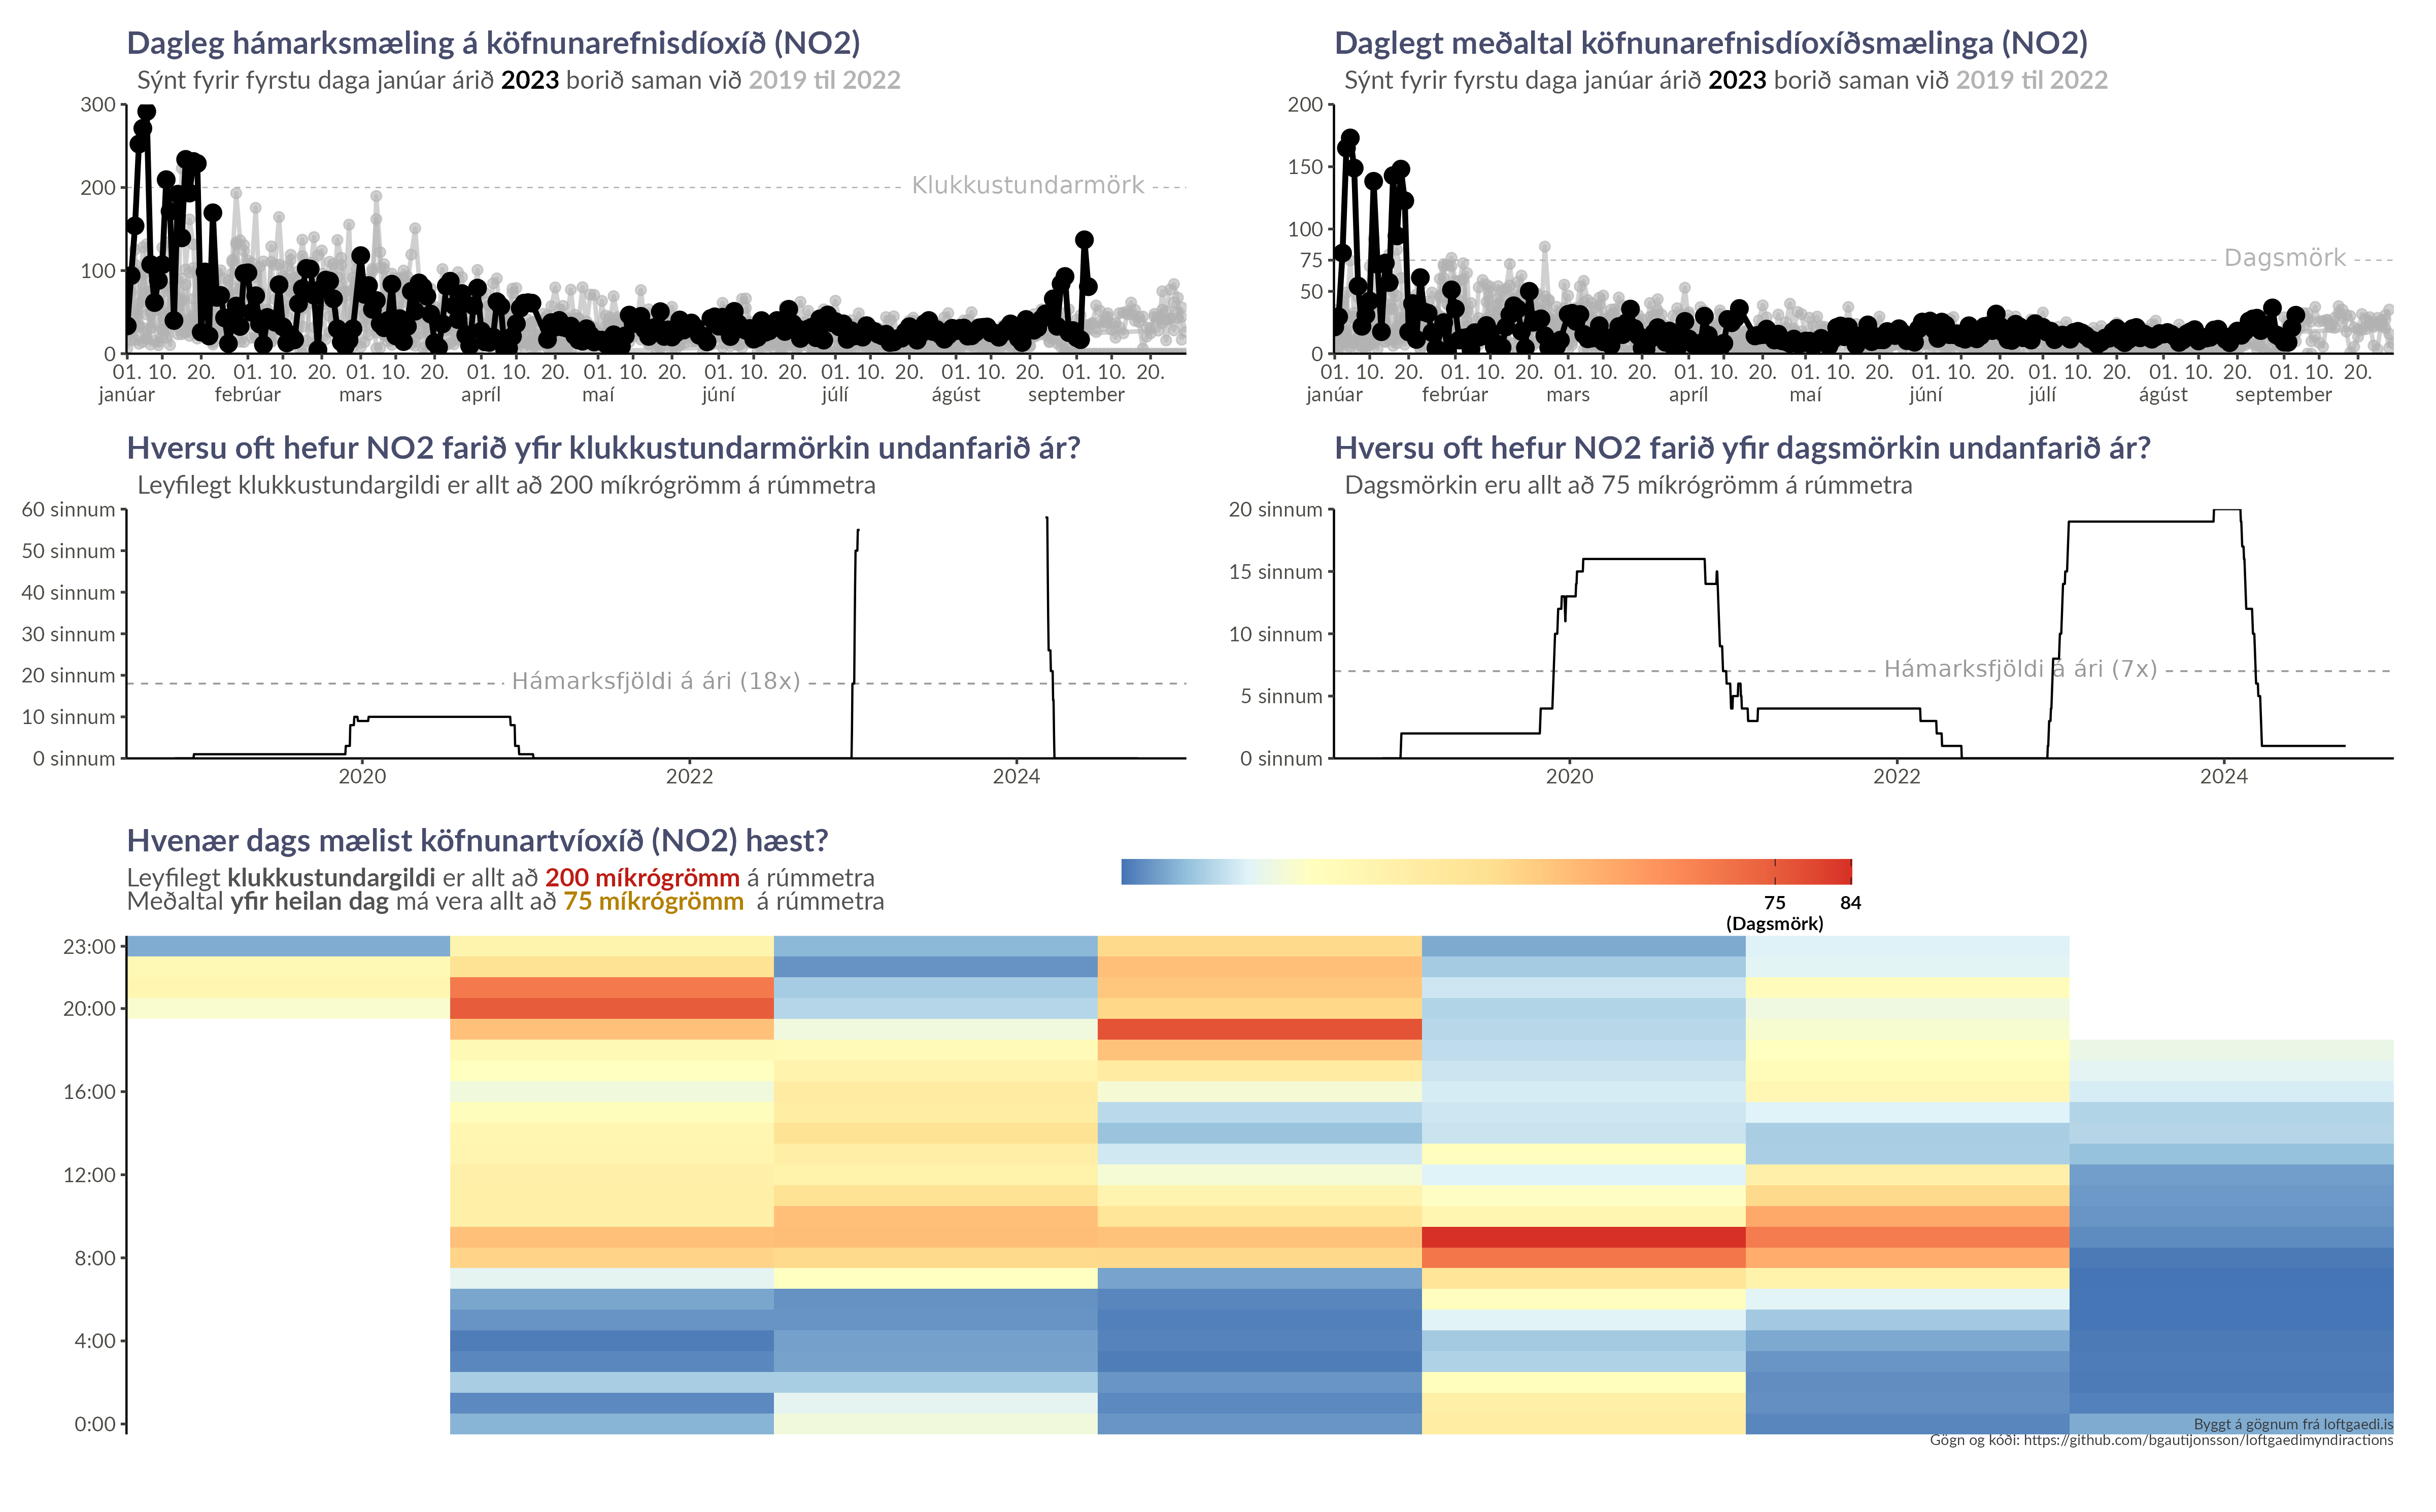 Dagleg hámarksmæling á köfnunarefnisdíoxíð (NO2)
Sýnt fyrir fyrstu daga janúar árið 2023 borið saman við 2019 til 2022
300
200
100
0
Klukkustundarmörk
01. 10. 20. 01. 10. 20. 01. 10. 20. 01. 10. 20. 01. 10. 20. 01. 10. 20. 01. 10. 20. 01. 10. 20. 01. 10. 20.
janúar febrúar mars apríl maí júní júlí ágúst september
Daglegt meðaltal köfnunarefnisdíoxíðsmælinga (NO2)
Sýnt fyrir fyrstu daga janúar árið 2023 borið saman við 2019 til 2022
200
150
100
75
50
0
Dagsmörk
01. 10. 20. 01. 10. 20. 01. 10. 20. 01. 10. 20. 01. 10. 20. 01. 10. 20. 01. 10. 20. 01. 10. 20. 01. 10. 20.
janúar febrúar mars apríl maí júní júlí ágúst september
Hversu oft hefur NO2 farið yfir klukkustundarmörkin undanfarið ár?
Leyfilegt klukkustundargildi er allt að 200 míkrógrömm á rúmmetra
60 sinnum
50 sinnum
40 sinnum
30 sinnum
20 sinnum
10 sinnum
0 sinnum
Hámarksfjöldi á ári (18x)
2020 2022 2024
Hversu oft hefur NO2 farið yfir dagsmörkin undanfarið ár?
Dagsmörkin eru allt að 75 míkrógrömm á rúmmetra
20 sinnum
15 sinnum
10 sinnum
5 sinnum
0 sinnum
Hámarksfjöldi á ári (7x)
2020 2022 2024
Hvenær dags mælist köfnunartvíoxíð (NO2) hæst?
Leyfilegt klukkustundargildi er allt að 200 míkrógrömm á rúmmetra
Meðaltal yfir heilan dag má vera allt að 75 míkrógrömm á rúmmetra
75 84
(Dagsmörk)
23:00
20:00
16:00
12:00
8:00
4:00
0:00
Byggt á gögnum frá loftgaedi.is
Gögn og kóði: https://github.com/bgautijonsson/loftgaedimyndiractions